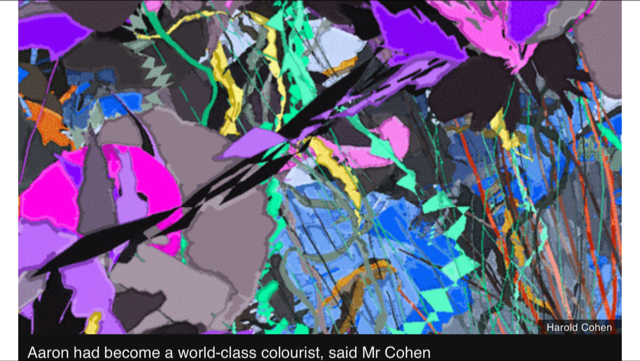 Harold Cohen
Aaron had become a world-class colourist, said Mr Cohen